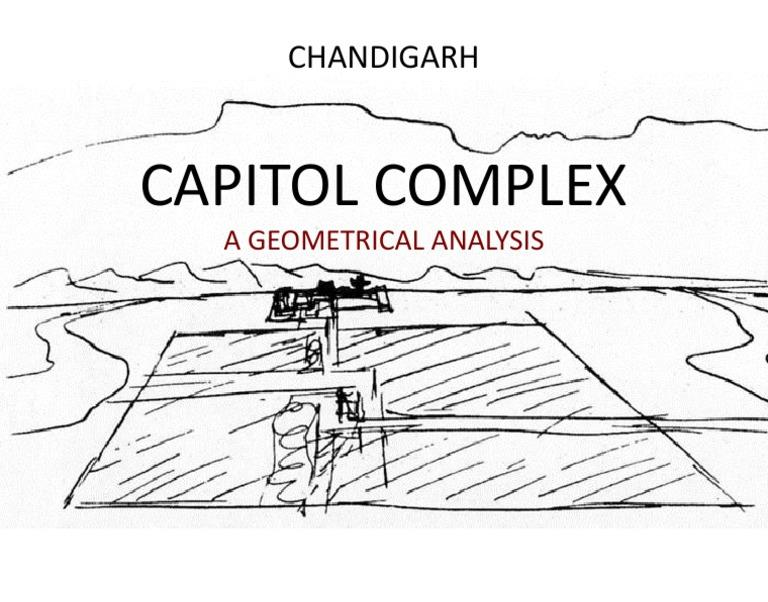 CHANDIGARH
CAPITOL COMPLEX
A GEOMETRICAL ANALYSIS